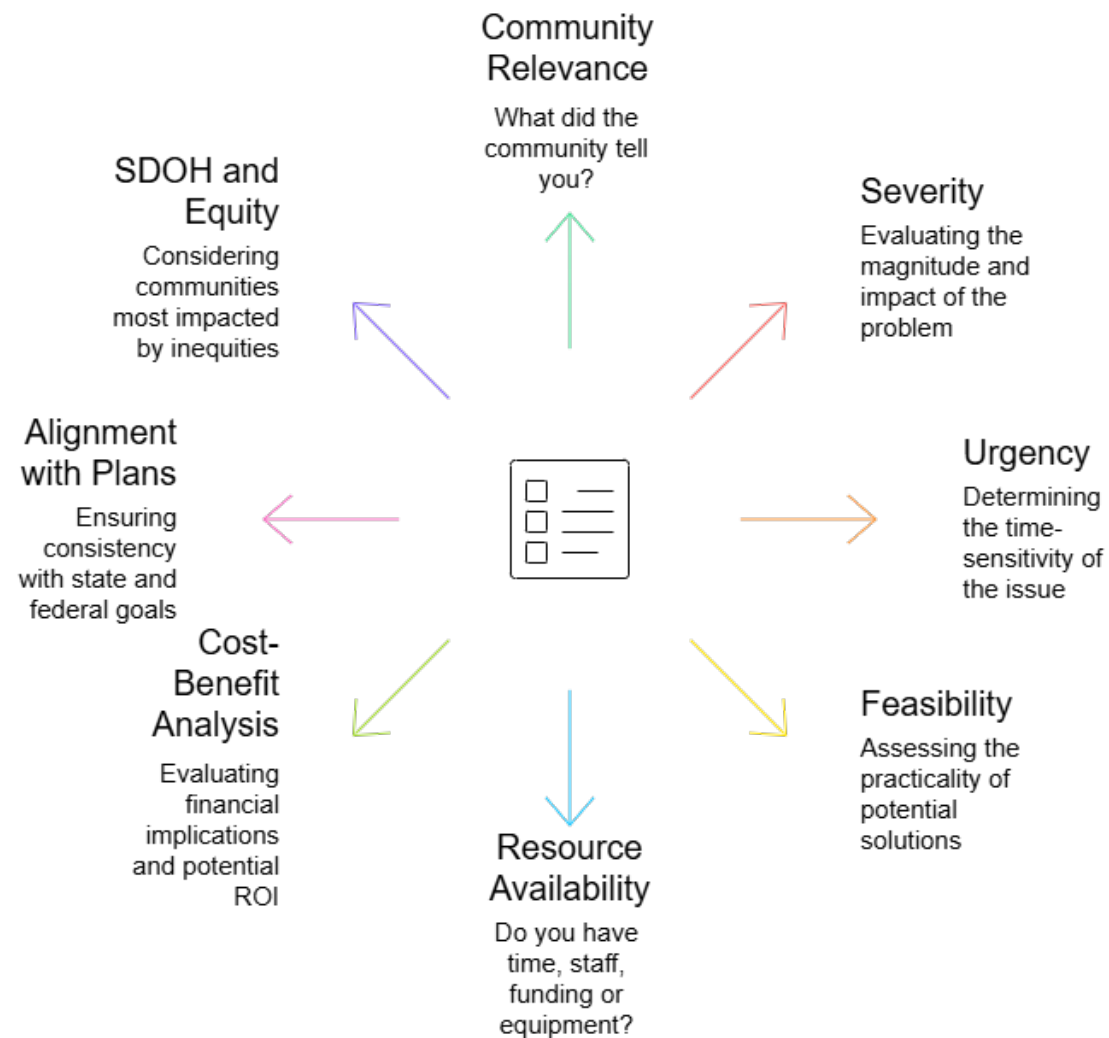 Community
Relevance
What did the
community tell
you?
SDOH and
Equity
Considering
communities
most impacted
by inequities
Severity
Evaluating the
magnitude and
impact of the
problem
Alignment
with Plans
Ensuring
consistency
with state and
federal goals
Urgency
Determining
the time-
sensitivity of
the issue
Cost-
Benefit
Analysis
Evaluating
financial
implications
and potential
ROI
Feasibility
Assessing the
practicality of
potential
solutions
Resource
Availability
Do you have
time, staff,
funding or
equipment?